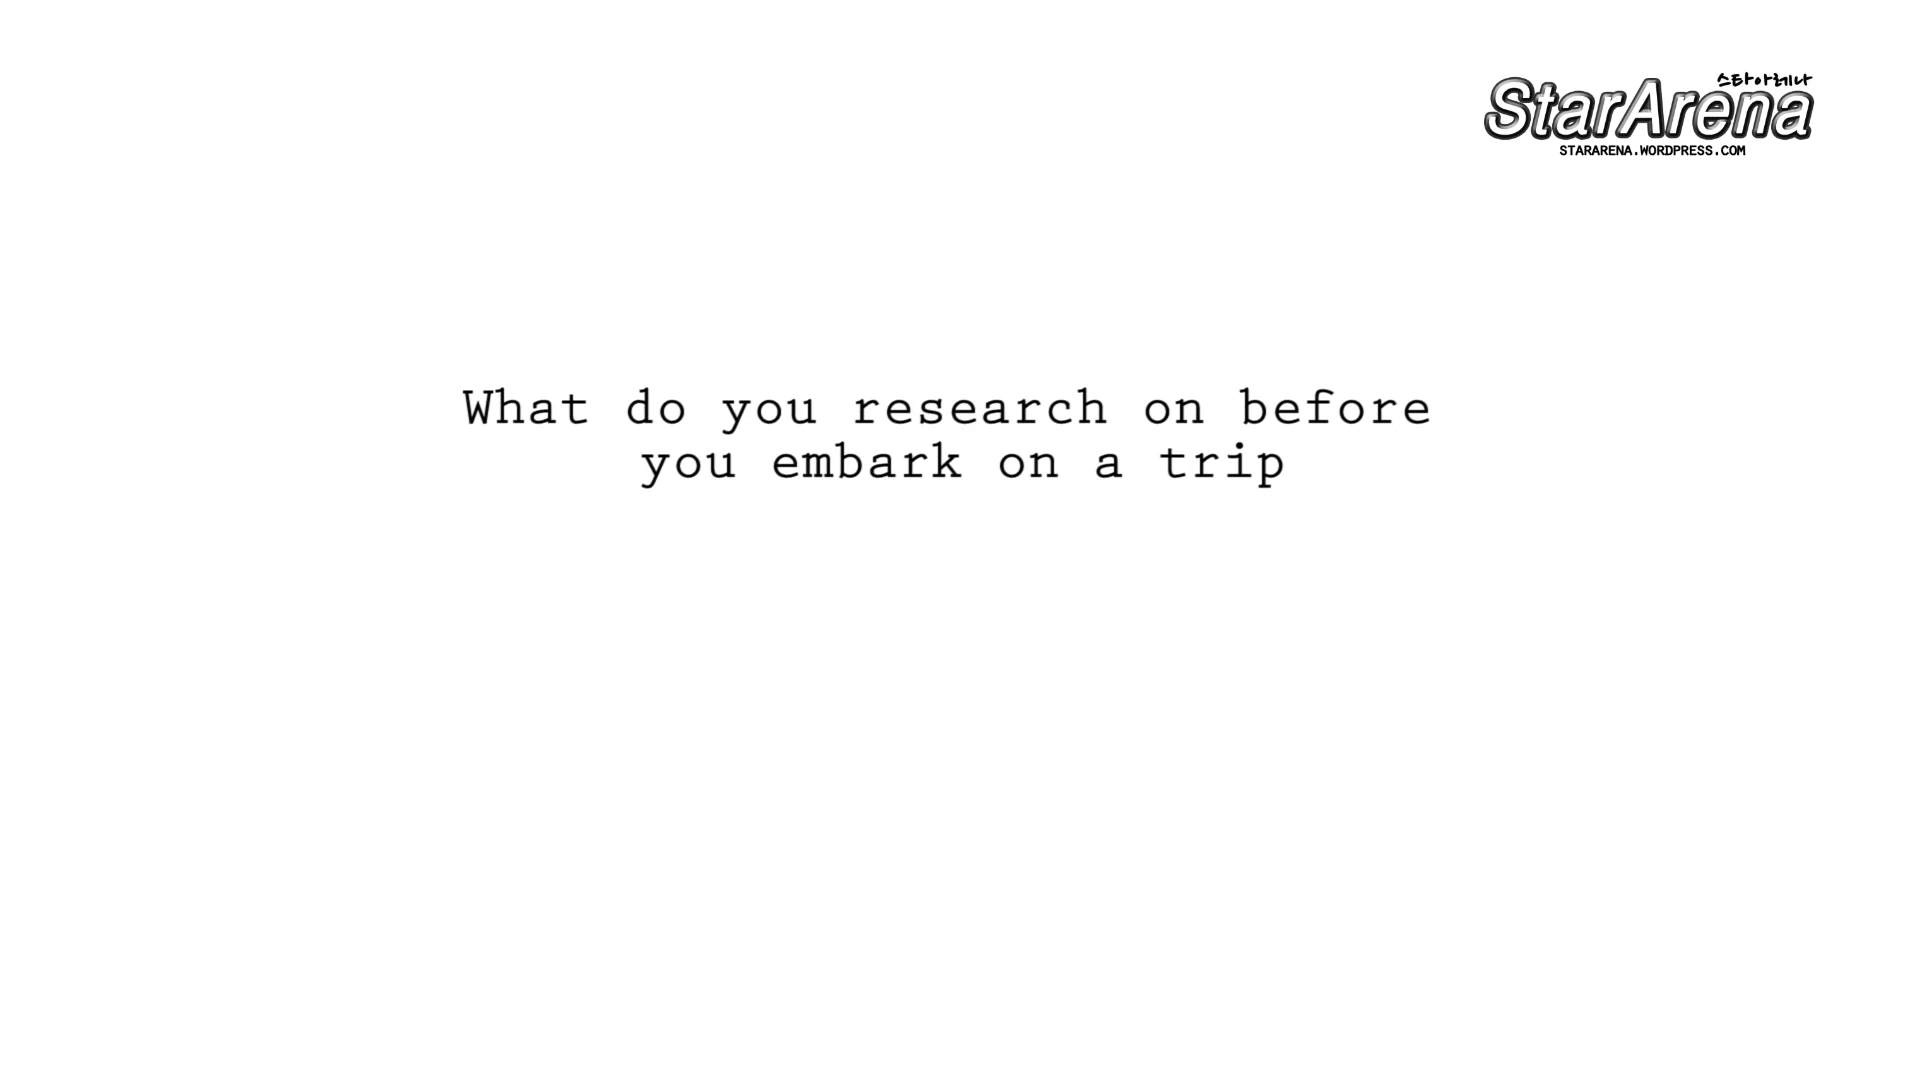 스타아레나
StarArena
STARARENA.WORDPRESS.COM
What do you research on before
you embark on a trip